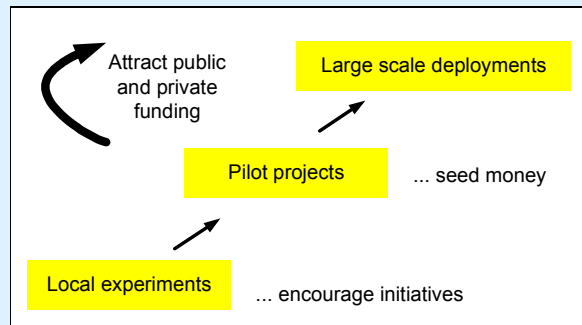 Attract public
and private
funding
Large scale deployments
Pilot projects
... seed money
Local experiments
... encourage initiatives